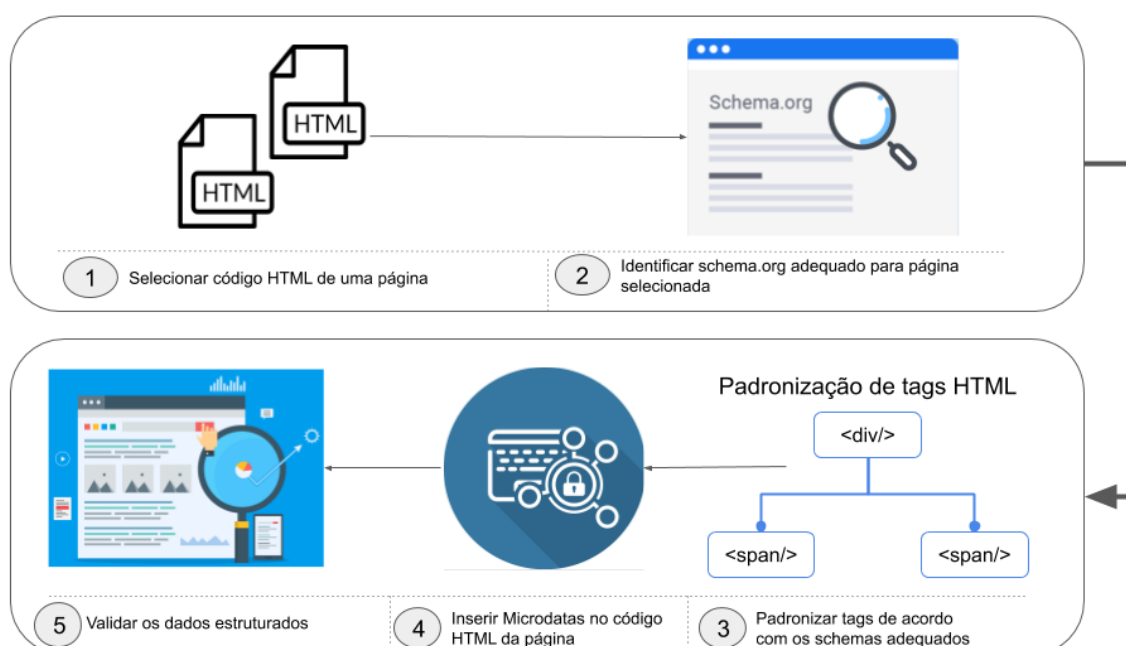 HTML
HTML
Schema.org
1
Selecionar código HTML de uma página
2
Identificar schema.org adequado para página
selecionada
Padronização de tags HTML
<div/>
<span/>
<span/>
5
Validar os dados estruturados
4
Inserir Microdatas no código
HTML da página
3
Padronizar tags de acordo
com os schemas adequados